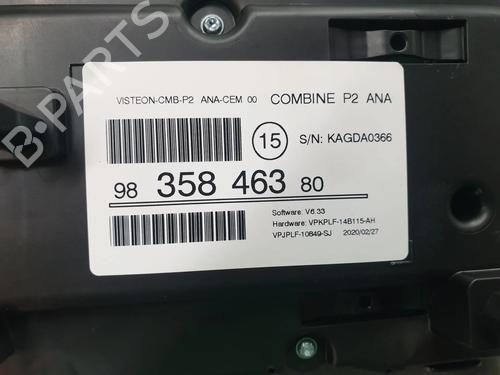 VISTEON-CMB-P2 ANA-CEM 00 COMBINE P2 ANA
15 S/N: KAGDA0366
98 358 463 80
Software: V6.33
Hardware: VPKPLF-14B115-AH
VPJPLF-10849-SJ 2020/02/27
B-PARTS